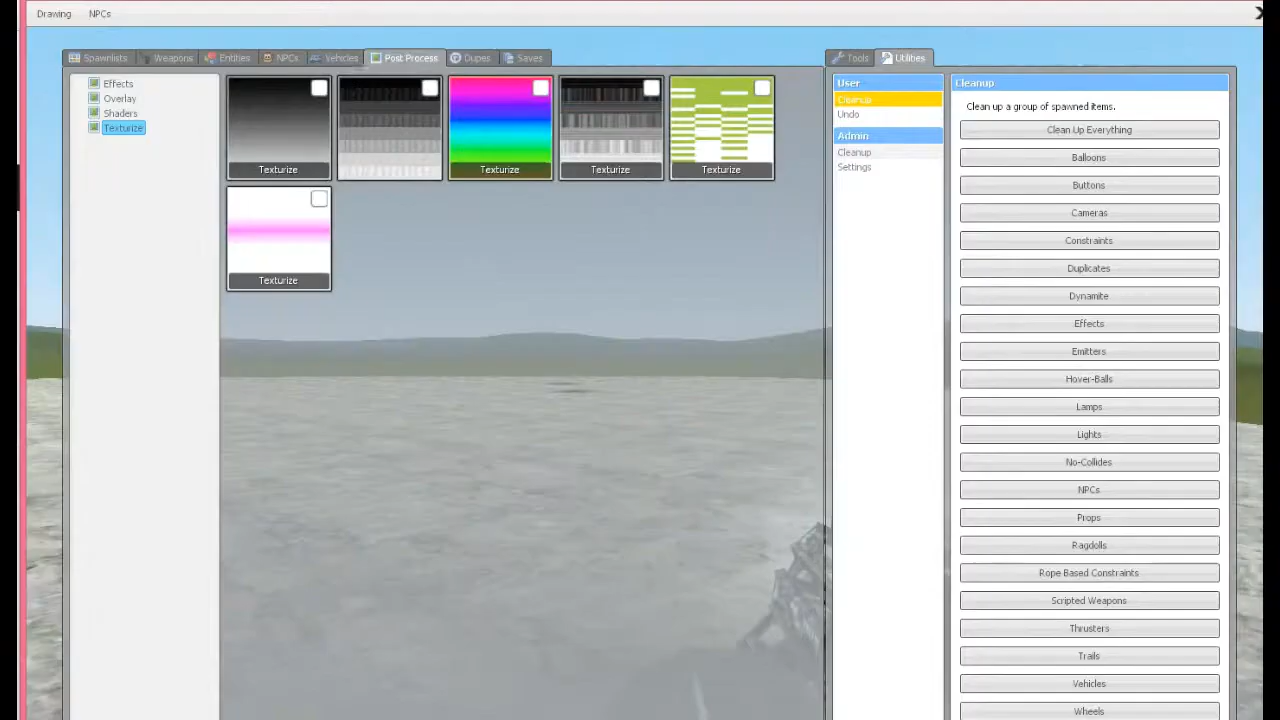 Drawing NPCs
Spawnlists Weapons Entities NPCs Vehicles Post Process Dupes Saves
Effects
Overlay
Shaders
Texturize
Texturize Texturize Texturize Texturize
Texturize
Tools Utilities
User
Cleanup
Undo
Admin
Cleanup
Settings
Cleanup
Clean up a group of spawned items.
Clean Up Everything
Balloons
Buttons
Cameras
Constraints
Duplicates
Dynamite
Effects
Emitters
Hover-Balls
Lamps
Lights
No-Collides
NPCs
Props
Ragdolls
Rope Based Constraints
Scripted Weapons
Thrusters
Trails
Vehicles
Wheels